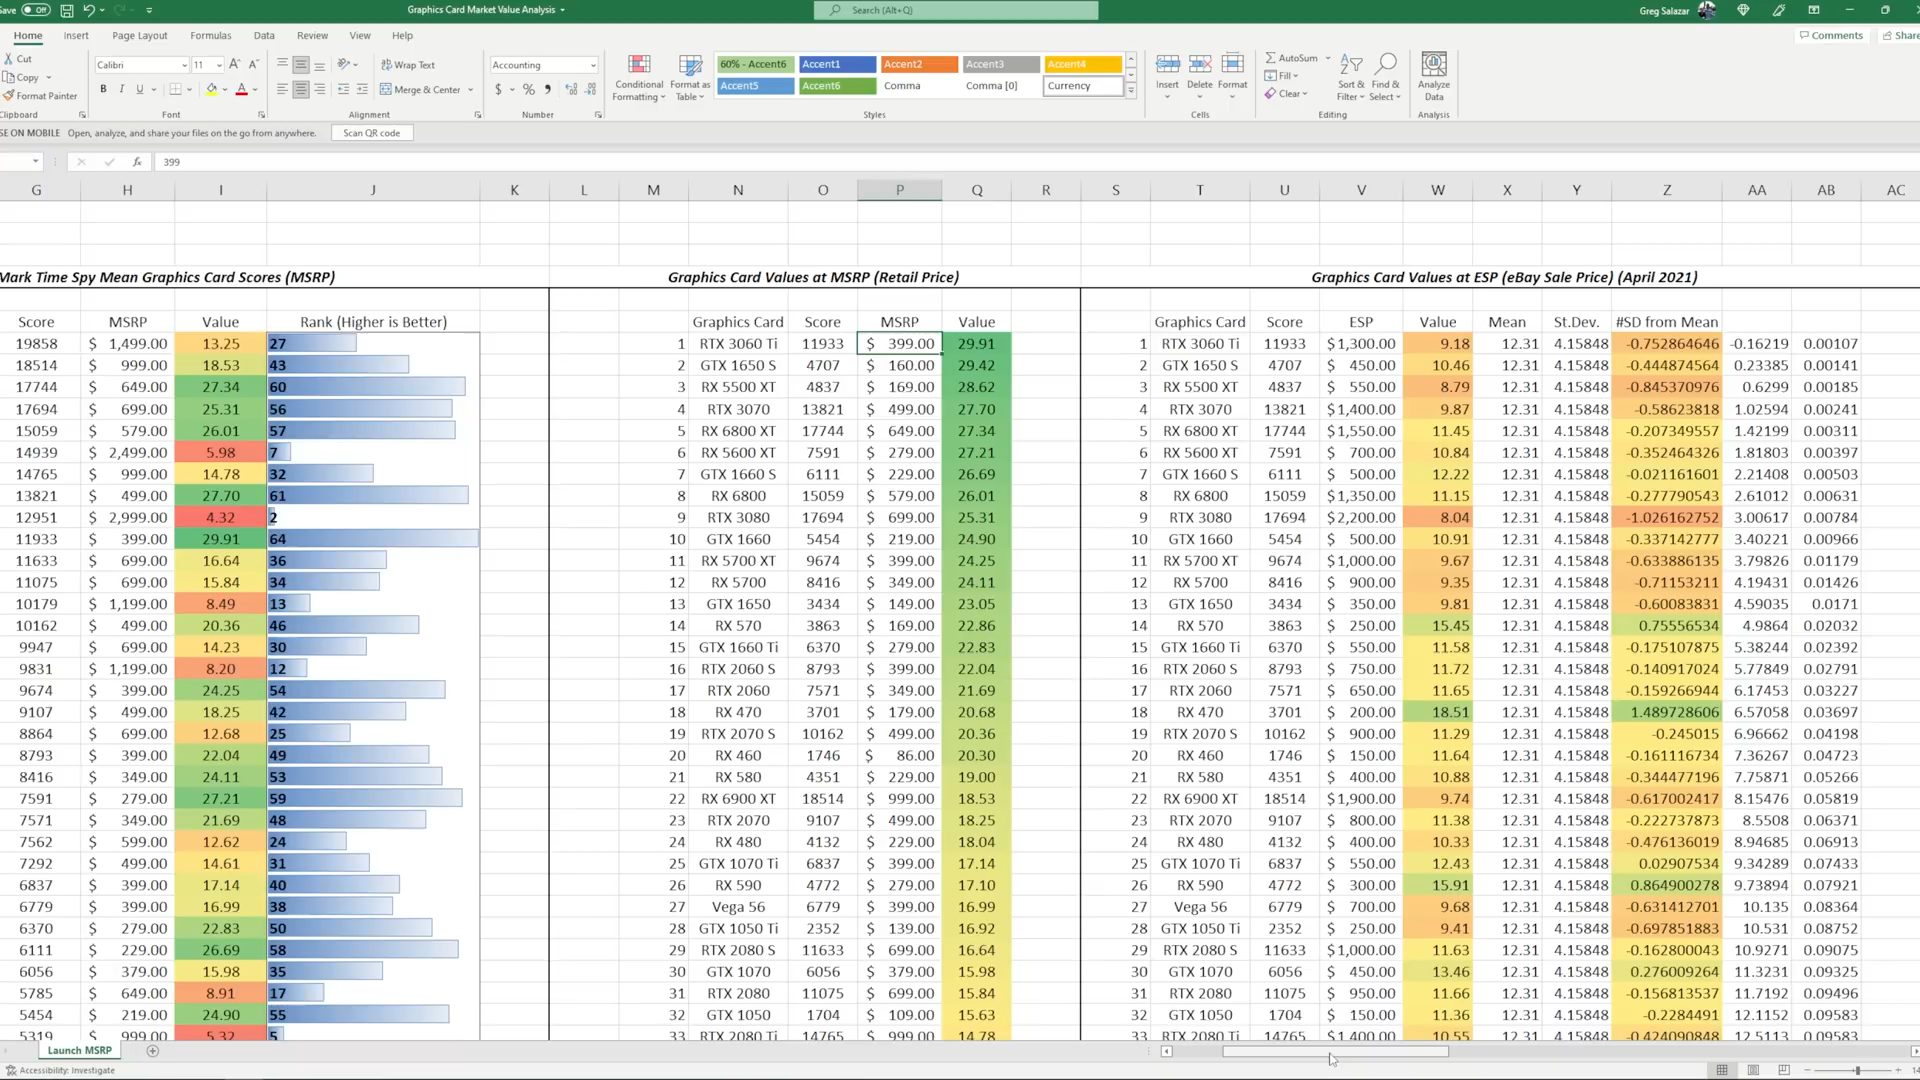 Save Off Graphics Card Market Value Analysis Search (Alt+Q) Greg Salazar
Home Insert Page Layout Formulas Data Review View Help Comments Share
Cut Calibri 11 Wrap Text Accounting 60% - Accent6 Accent1 Accent2 Accent3 Accent4 AutoSum
Copy Conditional Formatting Format as Table Insert Delete Format Fill Sort & Filter Find & Select Analyze Data
Format Painter B I U Merge & Center $ % Accent5 Accent6 Comma Comma [0] Currency Clear
Clipboard Font Alignment Number Styles Cells Editing Analysis
SE ON MOBILE Open, analyze, and share your files on the go from anywhere. Scan QR code
fx 399
G H I J K L M N O P Q R S T U V W X Y Z AA AB AC
Mark Time Spy Mean Graphics Card Scores (MSRP) Graphics Card Values at MSRP (Retail Price) Graphics Card Values at ESP (eBay Sale Price) (April 2021)
Score MSRP Value Rank (Higher is Better) Graphics Card Score MSRP Value Graphics Card Score ESP Value Mean St.Dev. #SD from Mean
19858 $ 1,499.00 13.25 27 1 RTX 3060 Ti 11933 $ 399.00 29.91 1 RTX 3060 Ti 11933 $1,300.00 9.18 12.31 4.15848 -0.752864646 -0.16219 0.00107
18514 $ 999.00 18.53 43 2 GTX 1650 S 4707 $ 160.00 29.42 2 GTX 1650 S 4707 $ 450.00 10.46 12.31 4.15848 -0.444874564 0.23385 0.00141
17744 $ 649.00 27.34 60 3 RX 5500 XT 4837 $ 169.00 28.62 3 RX 5500 XT 4837 $ 550.00 8.79 12.31 4.15848 -0.845370976 0.6299 0.00185
17694 $ 699.00 25.31 56 4 RTX 3070 13821 $ 499.00 27.70 4 RTX 3070 13821 $1,400.00 9.87 12.31 4.15848 -0.58623818 1.02594 0.00241
15059 $ 579.00 26.01 57 5 RX 6800 XT 17744 $ 649.00 27.34 5 RX 6800 XT 17744 $1,550.00 11.45 12.31 4.15848 -0.207349557 1.42199 0.00311
14939 $ 2,499.00 5.98 7 6 RX 5600 XT 7591 $ 279.00 27.21 6 RX 5600 XT 7591 $ 700.00 10.84 12.31 4.15848 -0.352464326 1.81803 0.00397
14765 $ 999.00 14.78 32 7 GTX 1660 S 6111 $ 229.00 26.69 7 GTX 1660 S 6111 $ 500.00 12.22 12.31 4.15848 -0.021161601 2.21408 0.00503
13821 $ 499.00 27.70 61 8 RX 6800 15059 $ 579.00 26.01 8 RX 6800 15059 $1,350.00 11.15 12.31 4.15848 -0.277790543 2.61012 0.00631
12951 $ 2,999.00 4.32 2 9 RTX 3080 17694 $ 699.00 25.31 9 RTX 3080 17694 $2,200.00 8.04 12.31 4.15848 -1.026162752 3.00617 0.00784
11933 $ 399.00 29.91 64 10 GTX 1660 5454 $ 219.00 24.90 10 GTX 1660 5454 $ 500.00 10.91 12.31 4.15848 -0.337142777 3.40221 0.00966
11633 $ 699.00 16.64 36 11 RX 5700 XT 9674 $ 399.00 24.25 11 RX 5700 XT 9674 $1,000.00 9.67 12.31 4.15848 -0.633886135 3.79826 0.01179
11075 $ 699.00 15.84 34 12 RX 5700 8416 $ 349.00 24.11 12 RX 5700 8416 $ 900.00 9.35 12.31 4.15848 -0.71153211 4.19431 0.01426
10179 $ 1,199.00 8.49 13 13 GTX 1650 3434 $ 149.00 23.05 13 GTX 1650 3434 $ 350.00 9.81 12.31 4.15848 -0.60083831 4.59035 0.0171
10162 $ 499.00 20.36 46 14 RX 570 3863 $ 169.00 22.86 14 RX 570 3863 $ 250.00 15.45 12.31 4.15848 0.75556534 4.9864 0.02032
9947 $ 699.00 14.23 30 15 GTX 1660 Ti 6370 $ 279.00 22.83 15 GTX 1660 Ti 6370 $ 550.00 11.58 12.31 4.15848 -0.175107875 5.38244 0.02392
9831 $ 1,199.00 8.20 12 16 RTX 2060 S 8793 $ 399.00 22.04 16 RTX 2060 S 8793 $ 750.00 11.72 12.31 4.15848 -0.140917024 5.77849 0.02791
9674 $ 399.00 24.25 54 17 RTX 2060 7571 $ 349.00 21.69 17 RTX 2060 7571 $ 650.00 11.65 12.31 4.15848 -0.159266944 6.17453 0.03227
9107 $ 499.00 18.25 42 18 RX 470 3701 $ 179.00 20.68 18 RX 470 3701 $ 200.00 18.51 12.31 4.15848 1.489728606 6.57058 0.03697
8864 $ 699.00 12.68 25 19 RTX 2070 S 10162 $ 499.00 20.36 19 RTX 2070 S 10162 $ 900.00 11.29 12.31 4.15848 -0.245015 6.96662 0.04198
8793 $ 399.00 22.04 49 20 RX 460 1746 $ 86.00 20.30 20 RX 460 1746 $ 150.00 11.64 12.31 4.15848 -0.161116734 7.36267 0.04723
8416 $ 349.00 24.11 53 21 RX 580 4351 $ 229.00 19.00 21 RX 580 4351 $ 400.00 10.88 12.31 4.15848 -0.344477196 7.75871 0.05266
7591 $ 279.00 27.21 59 22 RX 6900 XT 18514 $ 999.00 18.53 22 RX 6900 XT 18514 $1,900.00 9.74 12.31 4.15848 -0.617002417 8.15476 0.05819
7571 $ 349.00 21.69 48 23 RTX 2070 9107 $ 499.00 18.25 23 RTX 2070 9107 $ 800.00 11.38 12.31 4.15848 -0.222737873 8.5508 0.06371
7562 $ 599.00 12.62 24 24 RX 480 4132 $ 229.00 18.04 24 RX 480 4132 $ 400.00 10.33 12.31 4.15848 -0.476136019 8.94685 0.06913
7292 $ 499.00 14.61 31 25 GTX 1070 Ti 6837 $ 399.00 17.14 25 GTX 1070 Ti 6837 $ 550.00 12.43 12.31 4.15848 0.02907534 9.34289 0.07433
6837 $ 399.00 17.14 40 26 RX 590 4772 $ 279.00 17.10 26 RX 590 4772 $ 300.00 15.91 12.31 4.15848 0.864900278 9.73894 0.07921
6779 $ 399.00 16.99 38 27 Vega 56 6779 $ 399.00 16.99 27 Vega 56 6779 $ 700.00 9.68 12.31 4.15848 -0.631412701 10.135 0.08364
6370 $ 279.00 22.83 50 28 GTX 1050 Ti 2352 $ 139.00 16.92 28 GTX 1050 Ti 2352 $ 250.00 9.41 12.31 4.15848 -0.697851883 10.531 0.08752
6111 $ 229.00 26.69 58 29 RTX 2080 S 11633 $ 699.00 16.64 29 RTX 2080 S 11633 $1,000.00 11.63 12.31 4.15848 -0.162800043 10.9271 0.09075
6056 $ 379.00 15.98 35 30 GTX 1070 6056 $ 379.00 15.98 30 GTX 1070 6056 $ 450.00 13.46 12.31 4.15848 0.276009264 11.3231 0.09325
5785 $ 649.00 8.91 17 31 RTX 2080 11075 $ 699.00 15.84 31 RTX 2080 11075 $ 950.00 11.66 12.31 4.15848 -0.156813537 11.7192 0.09496
5454 $ 219.00 24.90 55 32 GTX 1050 1704 $ 109.00 15.63 32 GTX 1050 1704 $ 150.00 11.36 12.31 4.15848 -0.2284491 12.1152 0.09583
5319 $ 999.00 5.32 5 33 RTX 2080 Ti 14765 $ 999.00 14.78 33 RTX 2080 Ti 14765 $1,400.00 10.55 12.31 4.15848 -0.424090848 12.5113 0.09583
Launch MSRP
Accessibility: Investigate